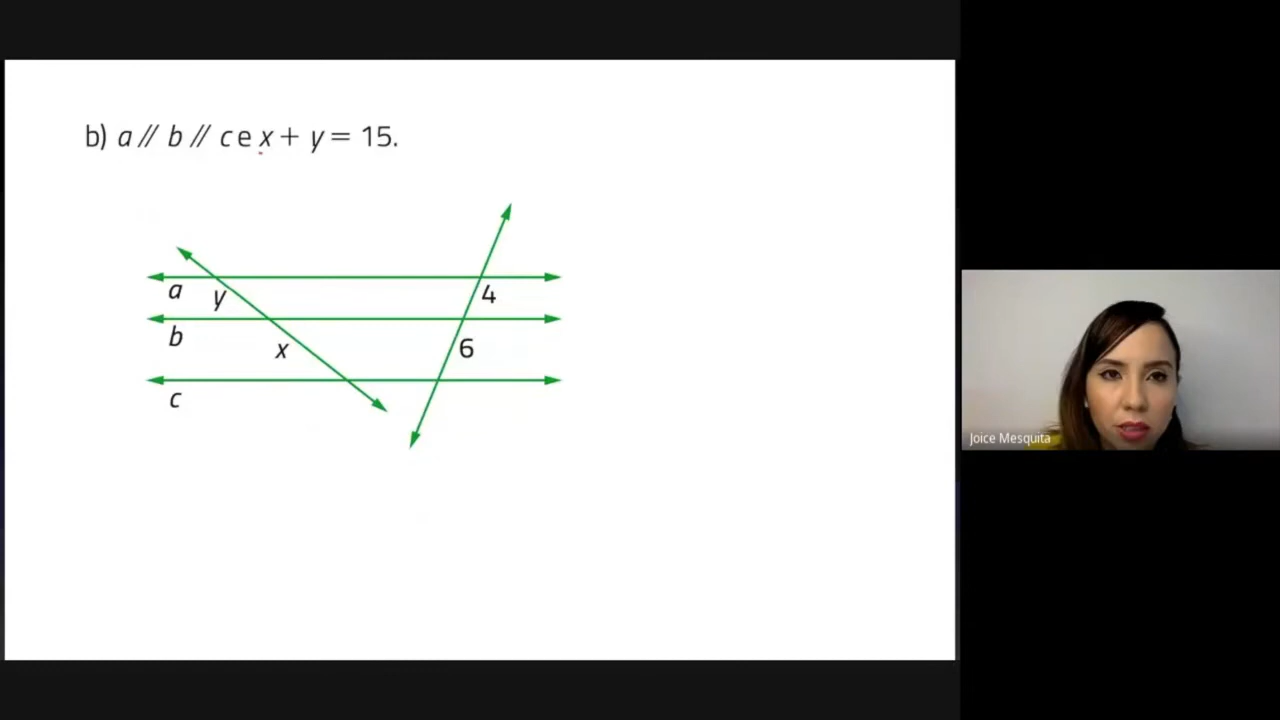 b) a // b // c e x + y = 15.
a
y
4
b
x
6
c
Joice Mesquita